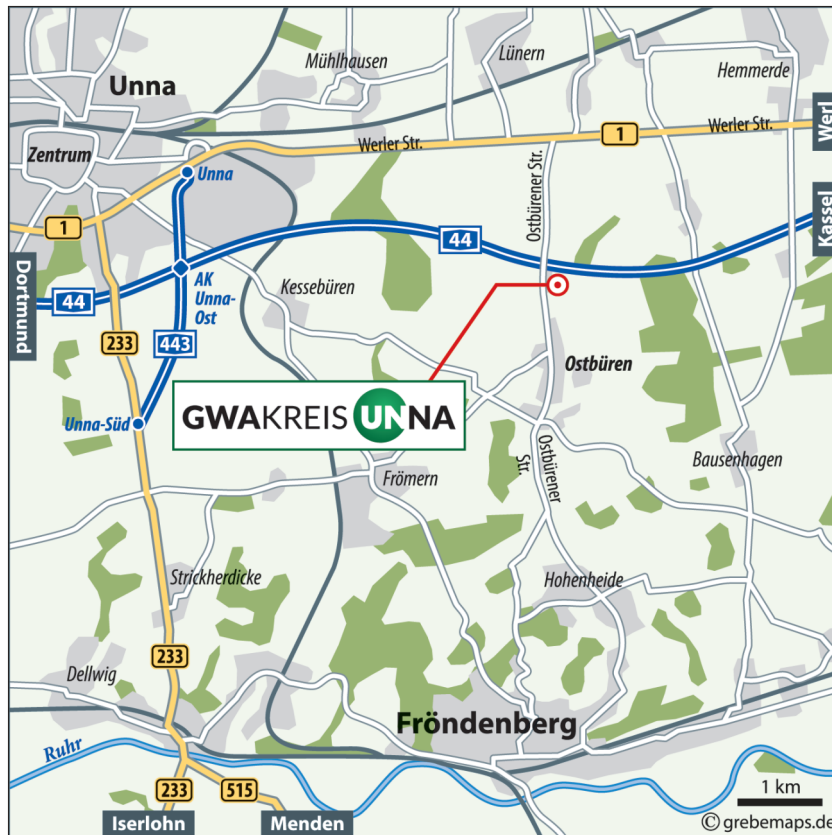 Mühlhausen
Lünern
Hemmerde
Unna
Zentrum
Werler Str.
1
Werler Str.
Werl
Unna
Ostbürener Str.
1
44
Kassel
Dortmund
44
AK
Unna-
Ost
Kessebüren
233
443
Ostbüren
GWAKREIS UNNA
Unna-Süd
Ostbürener
Str.
Bausenhagen
Frömern
Strickherdicke
Hohenheide
233
Dellwig
Fröndenberg
Ruhr
233
515
1 km
Iserlohn
Menden
© grebemaps.de